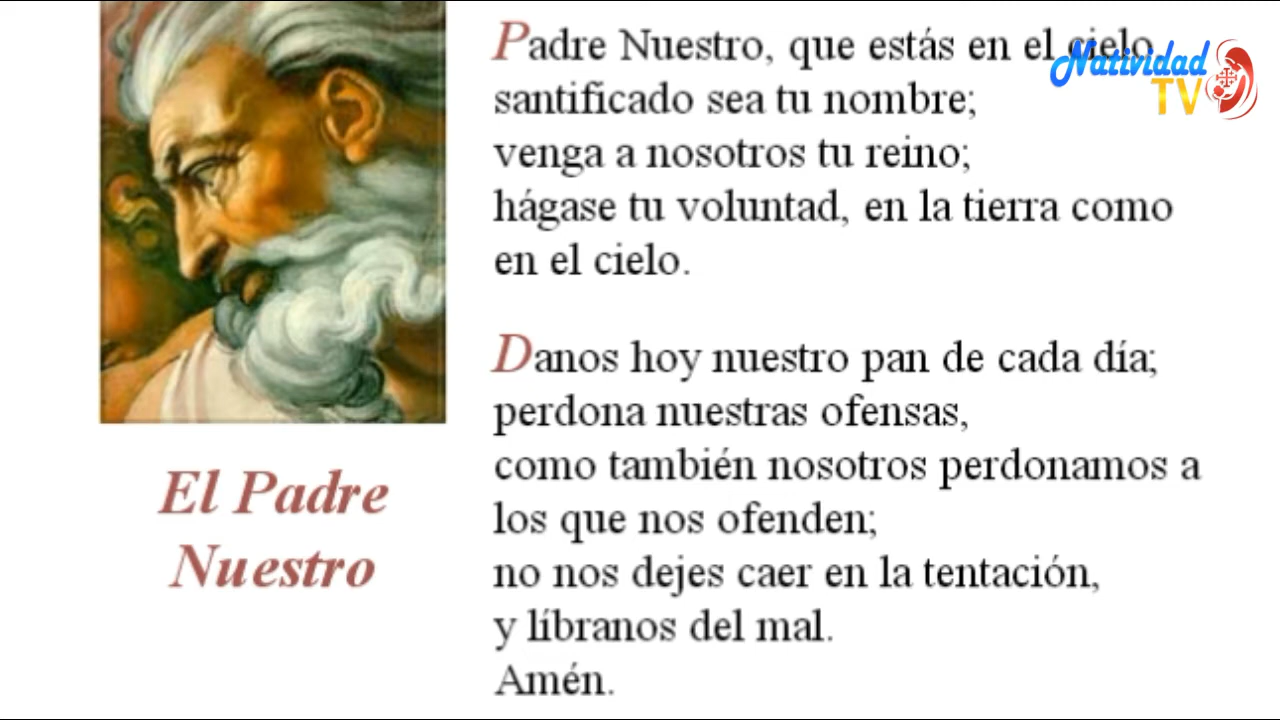 Padre Nuestro, que estás en el cielo
santificado sea tu nombre;
venga a nosotros tu reino;
hágase tu voluntad, en la tierra como
en el cielo.
Danos hoy nuestro pan de cada día;
perdona nuestras ofensas,
como también nosotros perdonamos a
los que nos ofenden;
no nos dejes caer en la tentación,
y líbranos del mal.
Amén.
El Padre
Nuestro
Natividad
TV